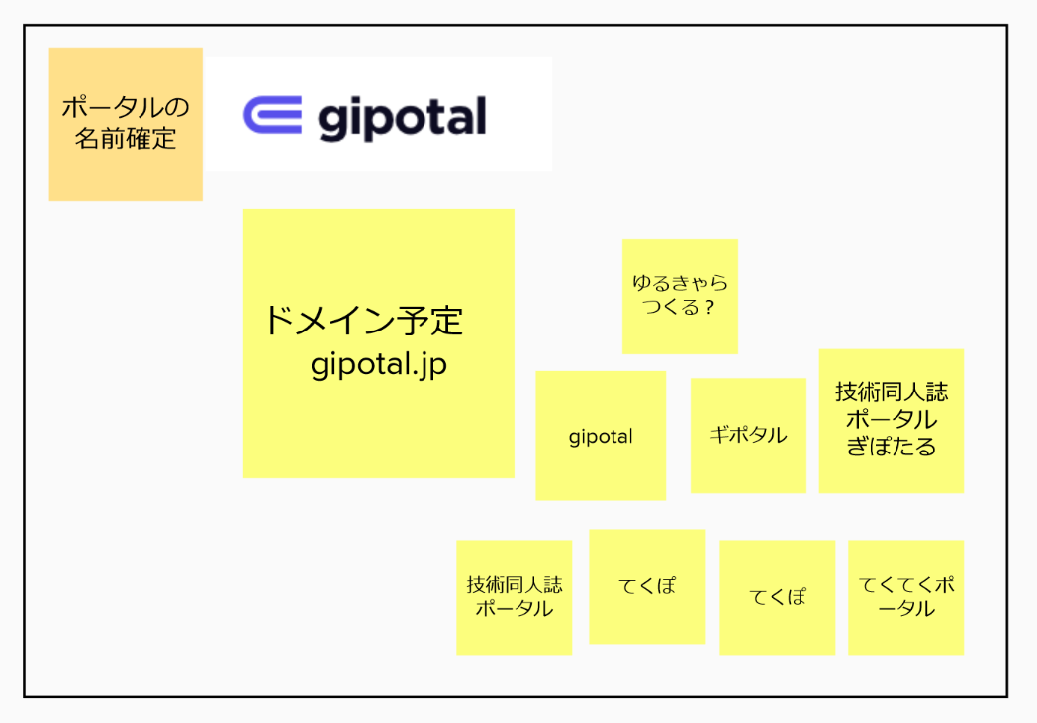 ポータルの
名前確定
gipotal
ドメイン予定
gipotal.jp
ゆるきゃら
つくる？
gipotal
ギポタル
技術同人誌
ポータル
ぎぽたる
技術同人誌
ポータル
てくぽ
てくぽ
てくてくポ
ータル